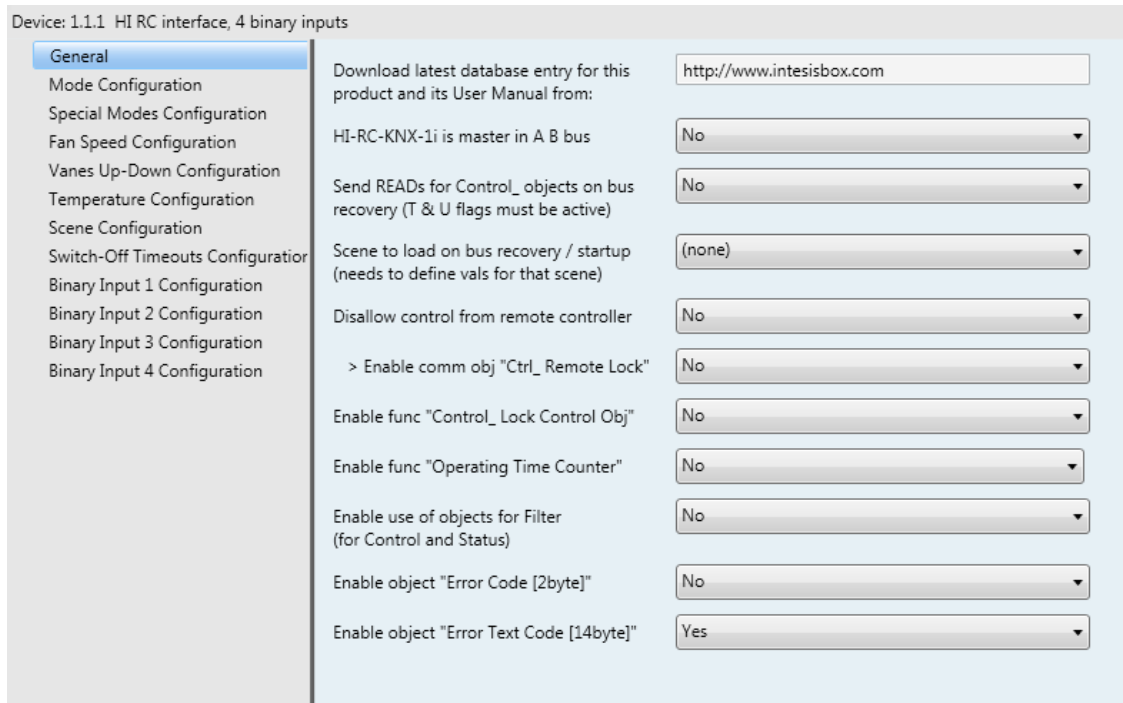 Device: 1.1.1 HI RC interface, 4 binary inputs
General
Mode Configuration
Special Modes Configuration
Fan Speed Configuration
Vanes Up-Down Configuration
Temperature Configuration
Scene Configuration
Switch-Off Timeouts Configuration
Binary Input 1 Configuration
Binary Input 2 Configuration
Binary Input 3 Configuration
Binary Input 4 Configuration
Download latest database entry for this
product and its User Manual from:
http://www.intesisbox.com
HI-RC-KNX-1i is master in A B bus
No
Send READs for Control_ objects on bus
recovery (T & U flags must be active)
No
Scene to load on bus recovery / startup
(needs to define vals for that scene)
(none)
Disallow control from remote controller
No
> Enable comm obj "Ctrl_ Remote Lock"
No
Enable func "Control_ Lock Control Obj"
No
Enable func "Operating Time Counter"
No
Enable use of objects for Filter
(for Control and Status)
No
Enable object "Error Code [2byte]"
No
Enable object "Error Text Code [14byte]"
Yes